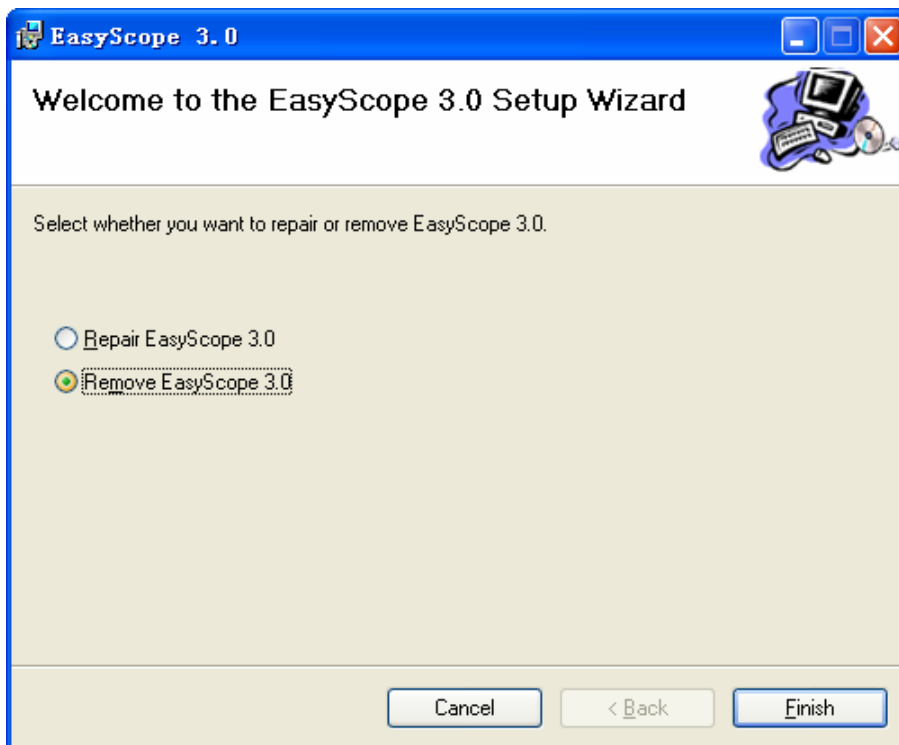 EasyScope 3.0
Welcome to the EasyScope 3.0 Setup Wizard
Select whether you want to repair or remove EasyScope 3.0.
Repair EasyScope 3.0
Remove EasyScope 3.0
Cancel < Back Finish